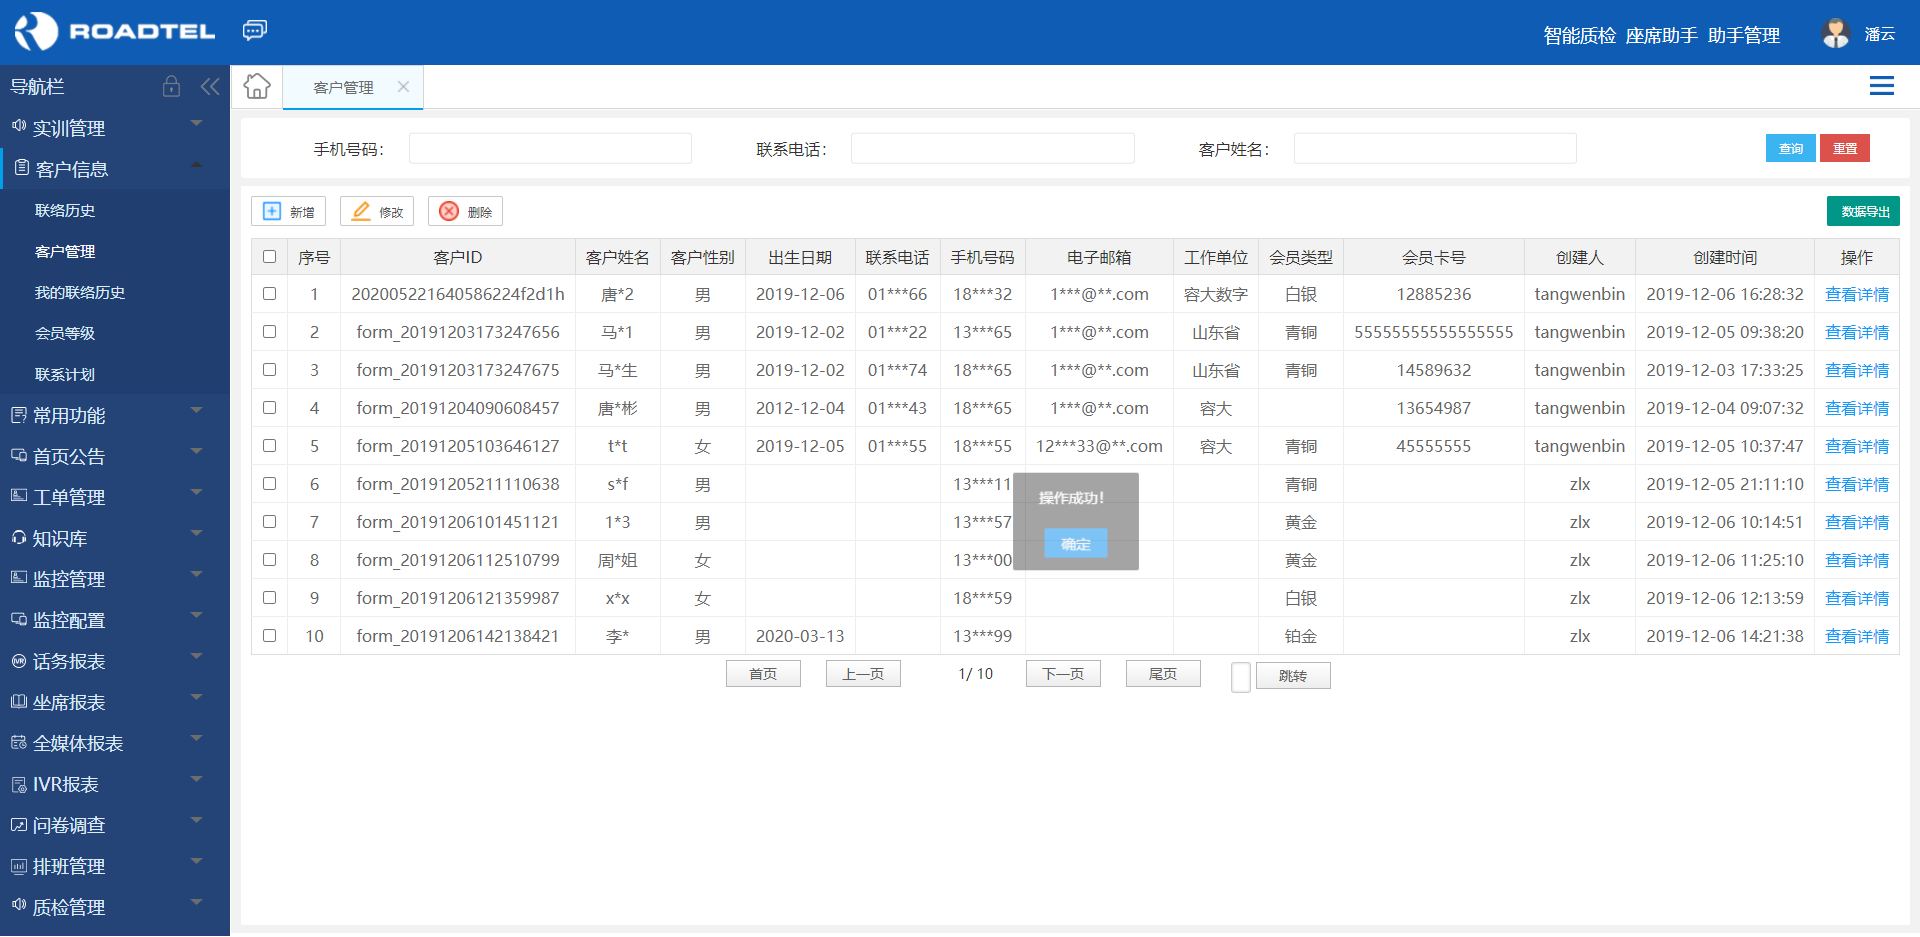 ROADTEL
智能质检 座席助手 助手管理 潘云
导航栏
客户管理
实训管理
客户信息
联络历史
客户管理
我的联络历史
会员等级
联系计划
常用功能
首页公告
工单管理
知识库
监控管理
监控配置
话务报表
坐席报表
全媒体报表
IVR报表
问卷调查
排班管理
质检管理
手机号码: 联系电话: 客户姓名: 查询 重置
新增 修改 删除 数据导出
序号 客户ID 客户姓名 客户性别 出生日期 联系电话 手机号码 电子邮箱 工作单位 会员类型 会员卡号 创建人 创建时间 操作
1 202005221640586224f2d1h 唐*2 男 2019-12-06 01***66 18***32 1***@**.com 容大数字 白银 12885236 tangwenbin 2019-12-06 16:28:32 查看详情
2 form_20191203173247656 马*1 男 2019-12-02 01***22 13***65 1***@**.com 山东省 青铜 55555555555555555 tangwenbin 2019-12-05 09:38:20 查看详情
3 form_20191203173247675 马*生 男 2019-12-02 01***74 18***65 1***@**.com 山东省 青铜 14589632 tangwenbin 2019-12-03 17:33:25 查看详情
4 form_20191204090608457 唐*彬 男 2012-12-04 01***43 18***65 1***@**.com 容大 13654987 tangwenbin 2019-12-04 09:07:32 查看详情
5 form_20191205103646127 t*t 女 2019-12-05 01***55 18***55 12***33@**.com 容大 青铜 45555555 tangwenbin 2019-12-05 10:37:47 查看详情
6 form_20191205211110638 s*f 男 13***11 青铜 zlx 2019-12-05 21:11:10 查看详情
7 form_20191206101451121 1*3 男 13***57 黄金 zlx 2019-12-06 10:14:51 查看详情
8 form_20191206112510799 周*姐 女 13***00 黄金 zlx 2019-12-06 11:25:10 查看详情
9 form_20191206121359987 x*x 女 18***59 白银 zlx 2019-12-06 12:13:59 查看详情
10 form_20191206142138421 李* 男 2020-03-13 13***99 铂金 zlx 2019-12-06 14:21:38 查看详情
操作成功!
确定
首页 上一页 1/ 10 下一页 尾页 跳转